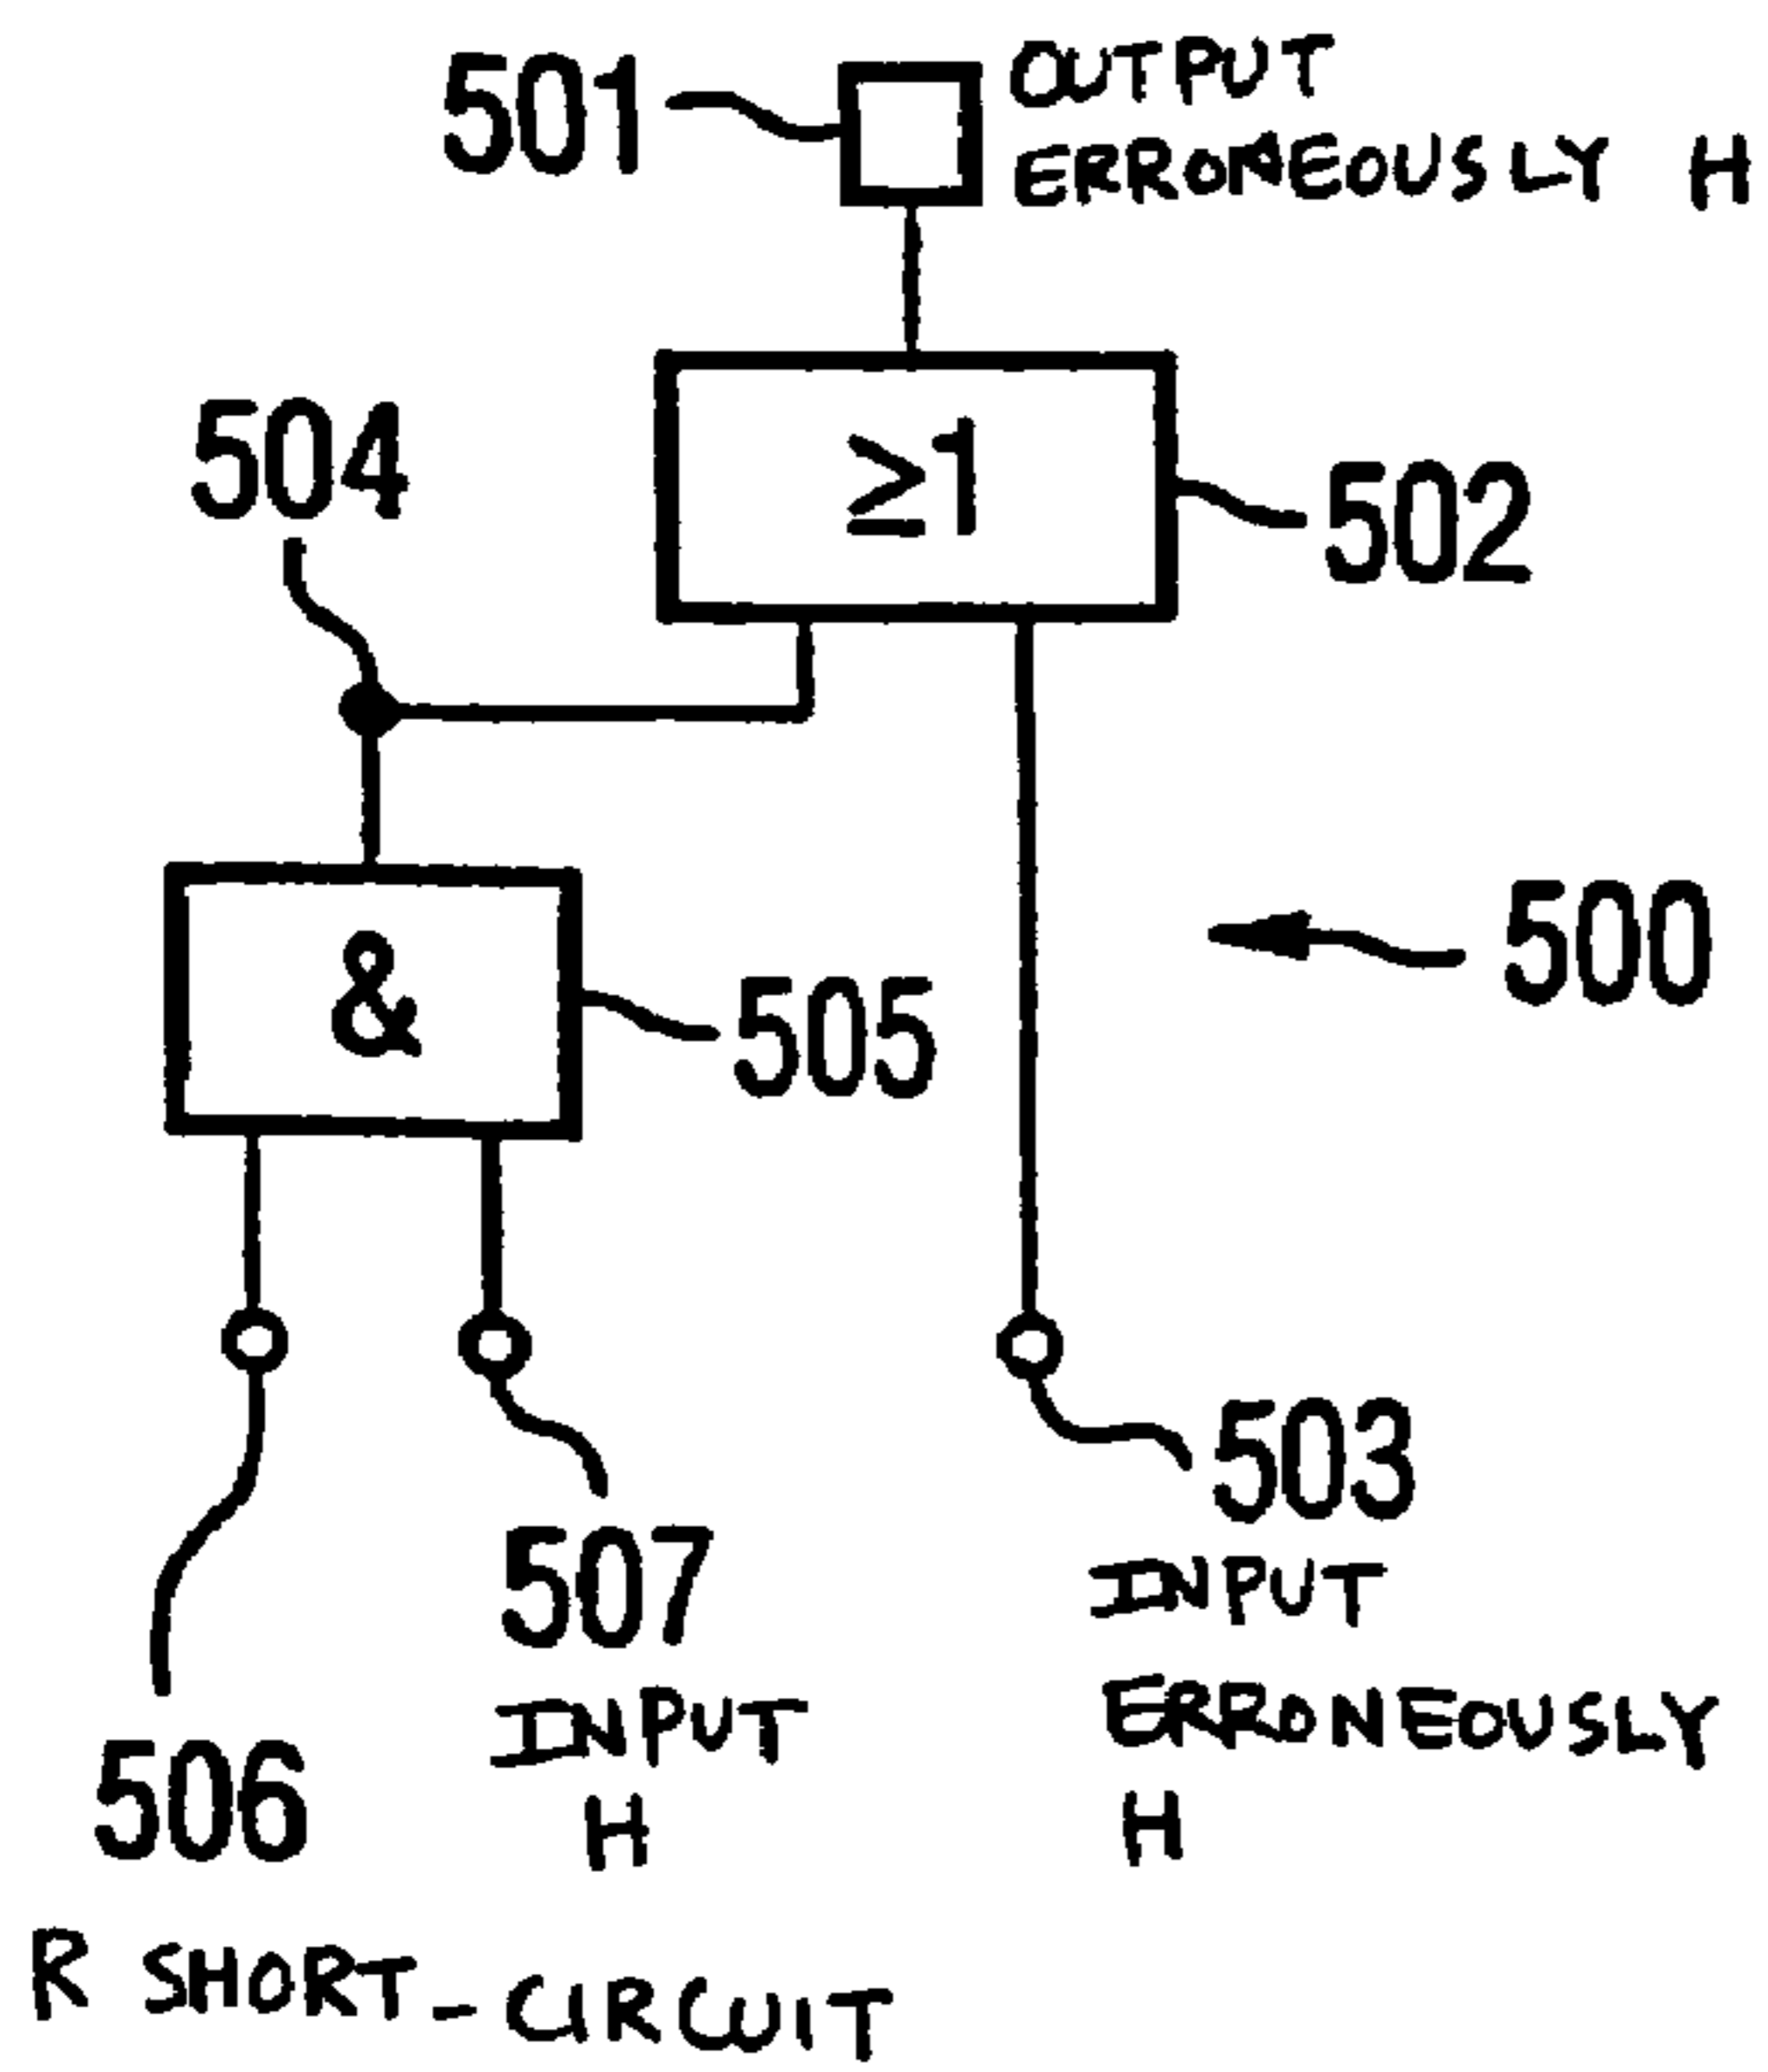 501
OUTPUT
ERRONEOUSLY H
504
≥1
502
&
505
500
503
INPUT
ERRONEOUSLY
H
507
INPUT
H
506
R SHORT-CIRCUIT